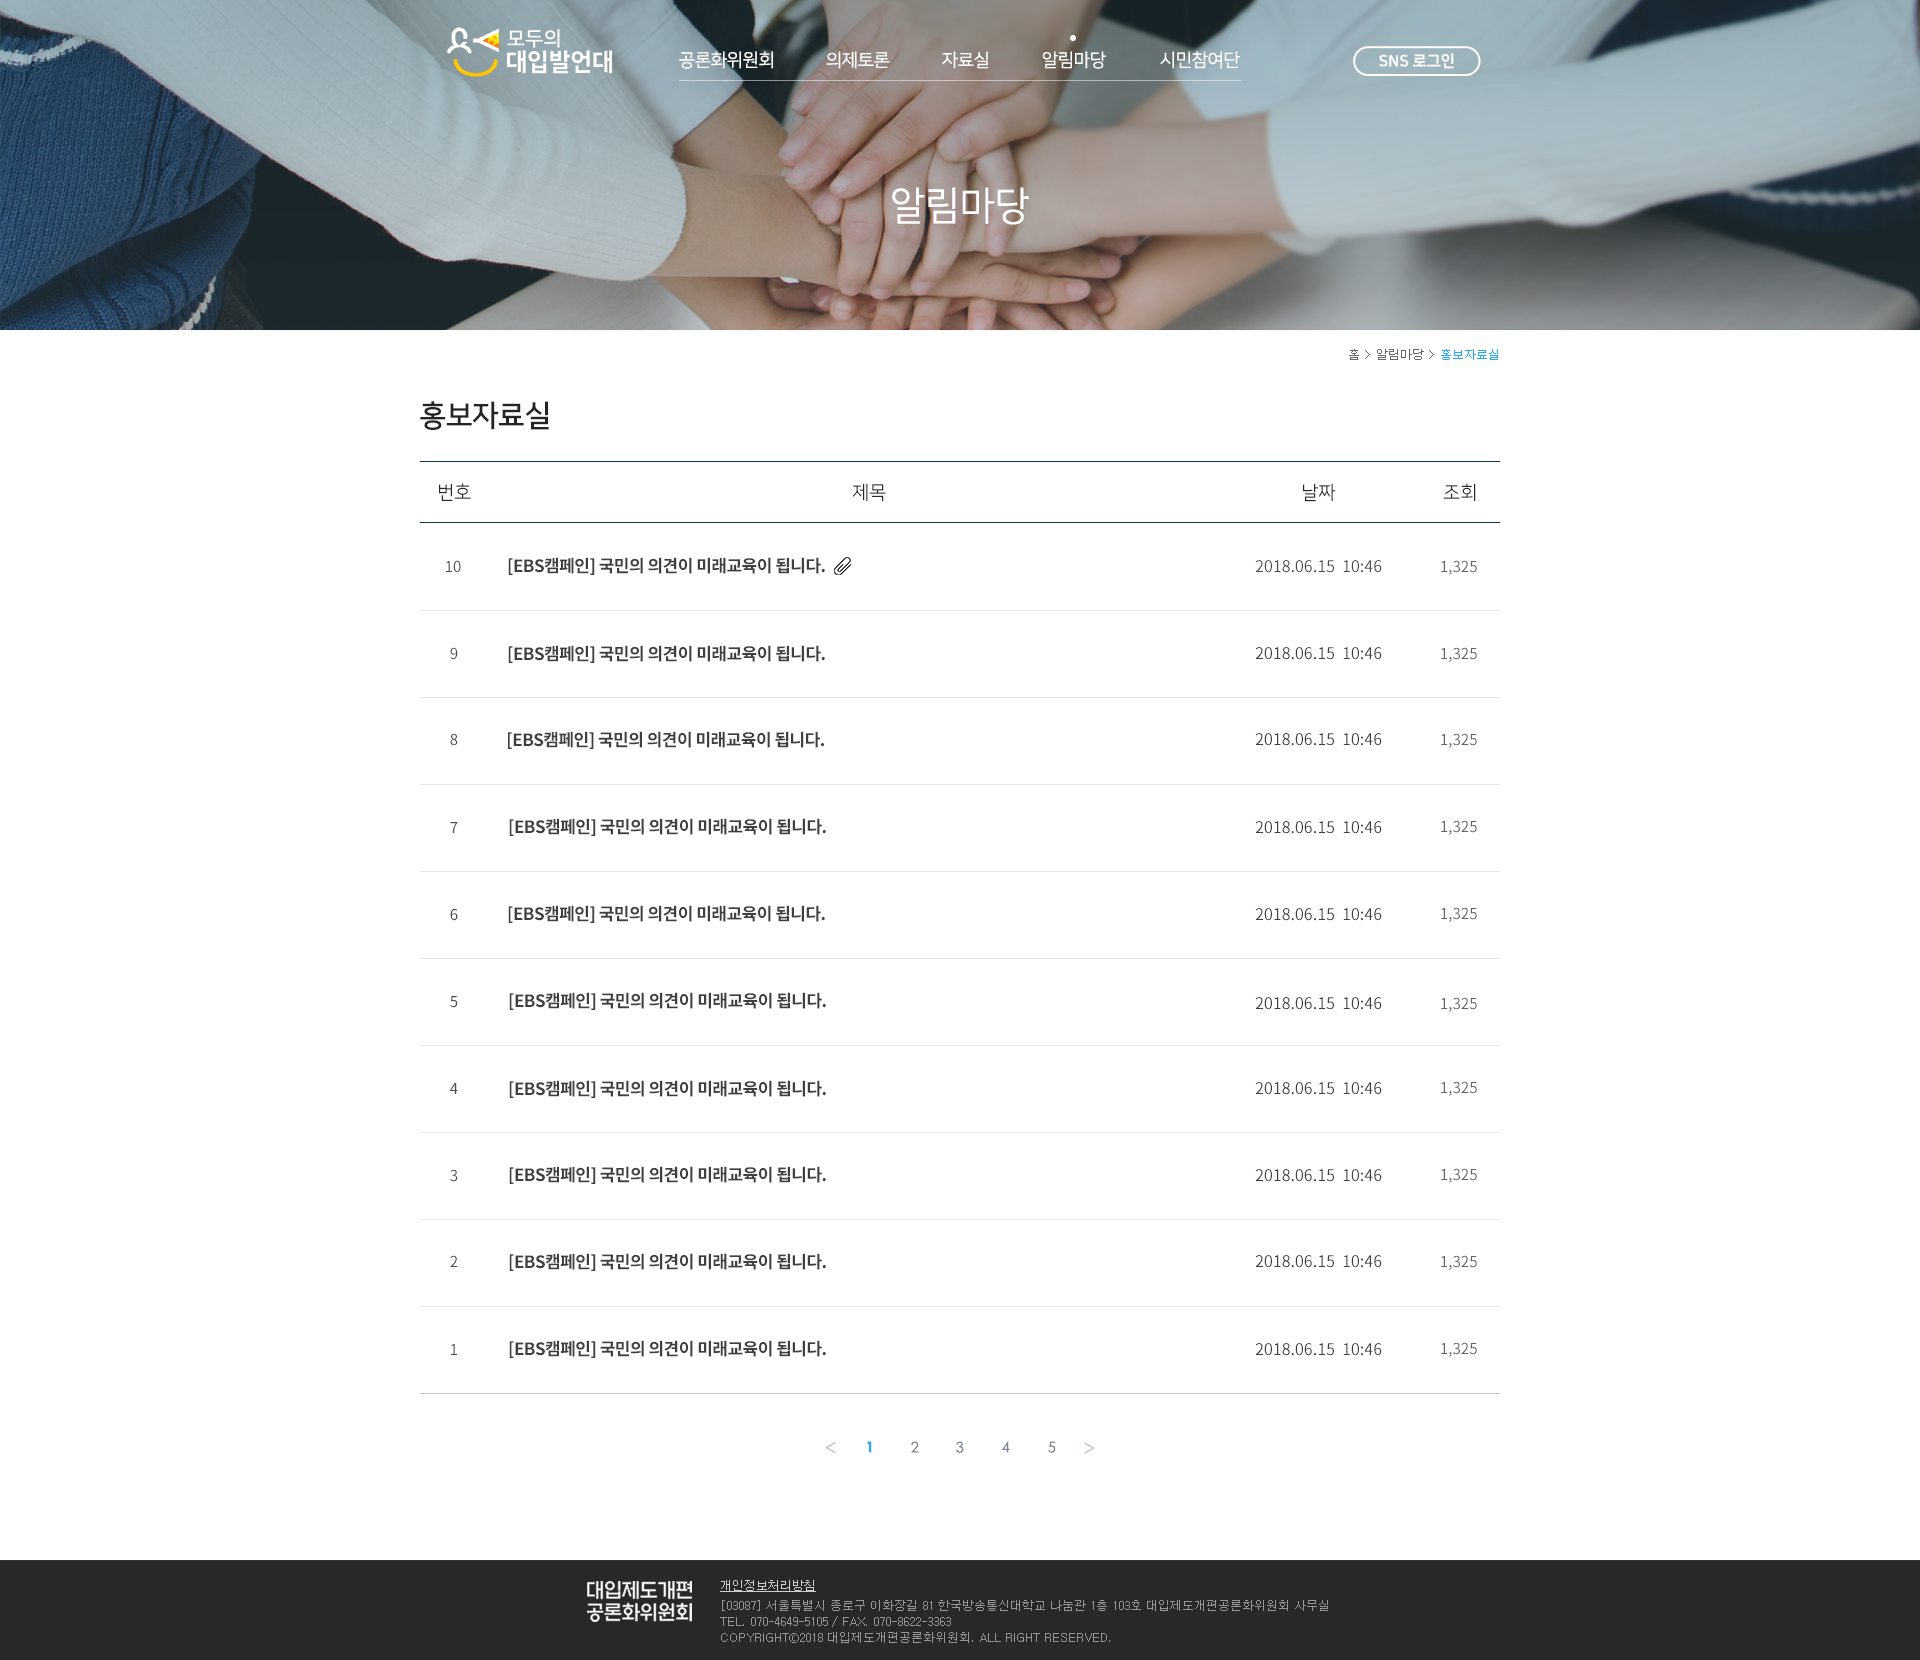 모두의
대입발언대
공론화위원회 의제토론 자료실 알림마당 시민참여단
SNS 로그인
알림마당
홈 > 알림마당 > 홍보자료실
홍보자료실
번호 제목 날짜 조회
10 [EBS캠페인] 국민의 의견이 미래교육이 됩니다. 2018.06.15 10:46 1,325
9 [EBS캠페인] 국민의 의견이 미래교육이 됩니다. 2018.06.15 10:46 1,325
8 [EBS캠페인] 국민의 의견이 미래교육이 됩니다. 2018.06.15 10:46 1,325
7 [EBS캠페인] 국민의 의견이 미래교육이 됩니다. 2018.06.15 10:46 1,325
6 [EBS캠페인] 국민의 의견이 미래교육이 됩니다. 2018.06.15 10:46 1,325
5 [EBS캠페인] 국민의 의견이 미래교육이 됩니다. 2018.06.15 10:46 1,325
4 [EBS캠페인] 국민의 의견이 미래교육이 됩니다. 2018.06.15 10:46 1,325
3 [EBS캠페인] 국민의 의견이 미래교육이 됩니다. 2018.06.15 10:46 1,325
2 [EBS캠페인] 국민의 의견이 미래교육이 됩니다. 2018.06.15 10:46 1,325
1 [EBS캠페인] 국민의 의견이 미래교육이 됩니다. 2018.06.15 10:46 1,325
< 1 2 3 4 5 >
대입제도개편
공론화위원회
개인정보처리방침
[03087] 서울특별시 종로구 이화장길 81 한국방송통신대학교 나눔관 1층 103호 대입제도개편공론화위원회 사무실
TEL. 070-4649-5105 / FAX. 070-8622-3363
COPYRIGHT©2018 대입제도개편공론화위원회. ALL RIGHT RESERVED.